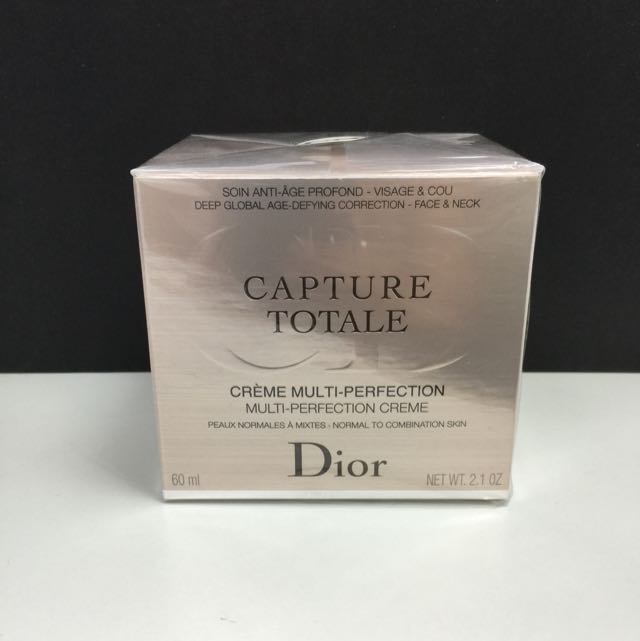 SOIN ANTI-ÂGE PROFOND - VISAGE & COU
DEEP GLOBAL AGE-DEFYING CORRECTION - FACE & NECK
CAPTURE
TOTALE
CRÈME MULTI-PERFECTION
MULTI-PERFECTION CREME
PEAUX NORMALES À MIXTES - NORMAL TO COMBINATION SKIN
Dior
60 ml NET WT. 2.1 OZ